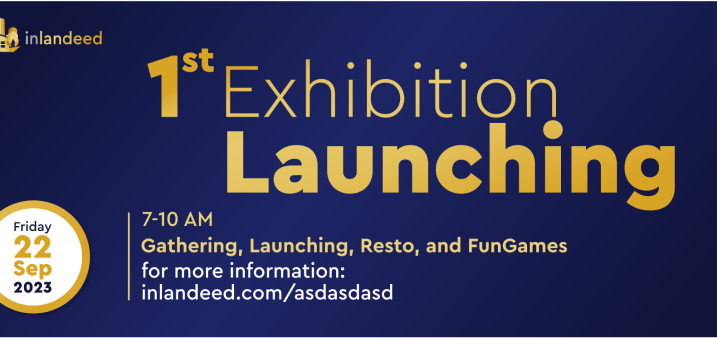 inlandeed
1st Exhibition
Launching
Friday
22
Sep
2023
7-10 AM
Gathering, Launching, Resto, and FunGames
for more information:
inlandeed.com/asdasdasd